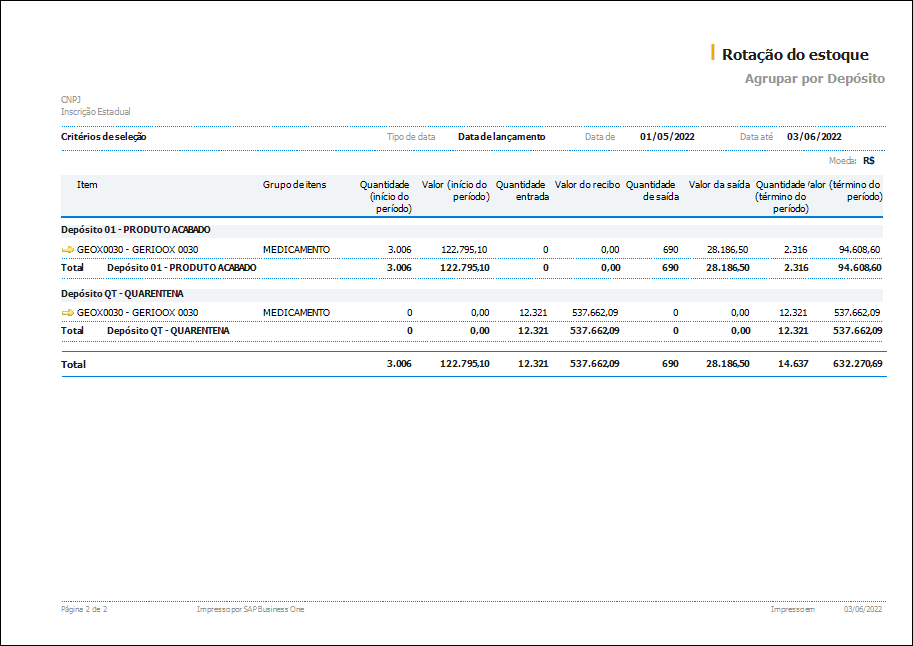 Rotação do estoque
Agrupar por Depósito
CNPJ
Inscrição Estadual
Critérios de seleção Tipo de data Data de lançamento Data de 01/05/2022 Data até 03/06/2022
Moeda: R$
Item Grupo de itens Quantidade Valor (início do Quantidade Valor do recibo Quantidade Valor da saída Quantidade Valor (término do
(início do período) entrada de saída (término do período)
período) período)
Depósito 01 - PRODUTO ACABADO
GEOX0030 - GERIOOX 0030 MEDICAMENTO 3.006 122.795,10 0 0,00 690 28.186,50 2.316 94.608,60
Total Depósito 01 - PRODUTO ACABADO 3.006 122.795,10 0 0,00 690 28.186,50 2.316 94.608,60
Depósito QT - QUARENTENA
GEOX0030 - GERIOOX 0030 MEDICAMENTO 0 0,00 12.321 537.662,09 0 0,00 12.321 537.662,09
Total Depósito QT - QUARENTENA 0 0,00 12.321 537.662,09 0 0,00 12.321 537.662,09
Total 3.006 122.795,10 12.321 537.662,09 690 28.186,50 14.637 632.270,69
Página 2 de 2 Impresso por SAP Business One Impresso em 03/06/2022